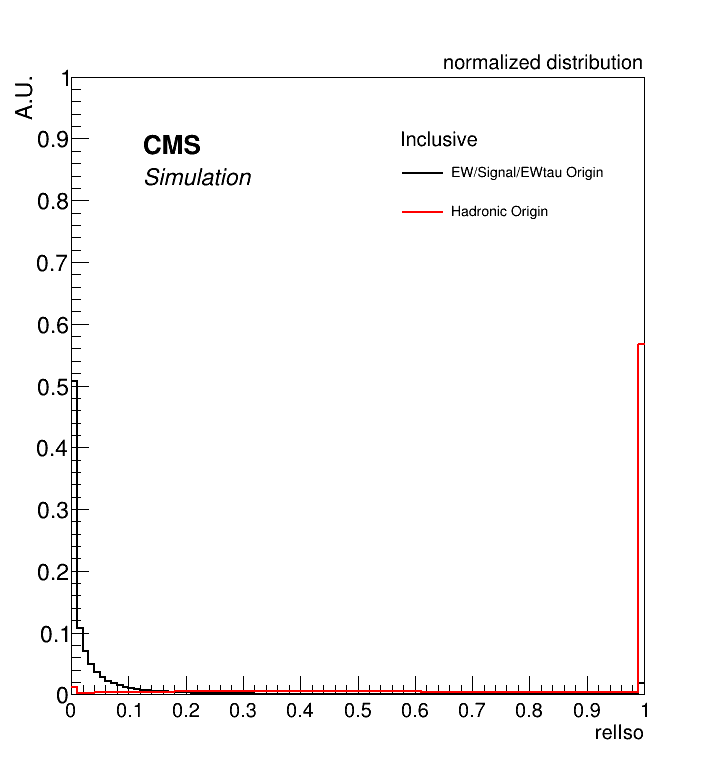 normalized distribution
A.U.
1
0.9
0.8
0.7
0.6
0.5
0.4
0.3
0.2
0.1
0
CMS
Simulation
Inclusive
EW/Signal/EWtau Origin
Hadronic Origin
0 0.1 0.2 0.3 0.4 0.5 0.6 0.7 0.8 0.9 1
relIso